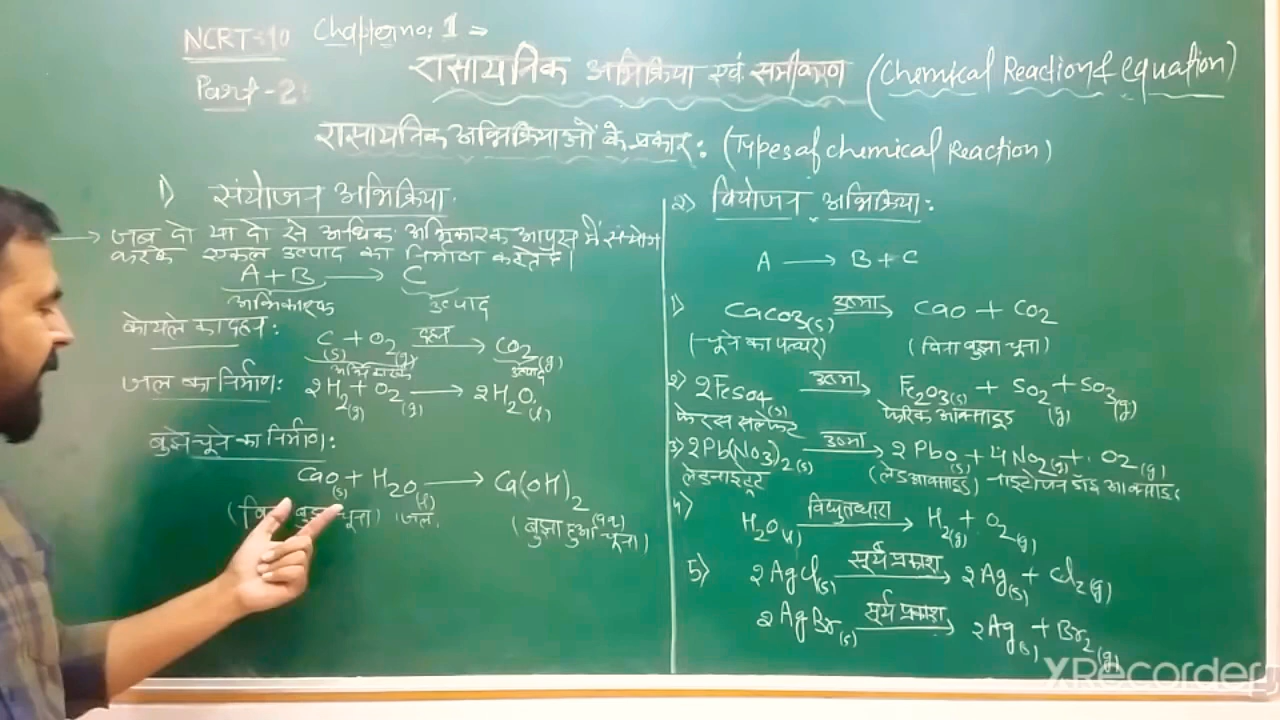 NCRT-10 Chapter no: 1 =
Part-2
रासायनिक अभिक्रिया एवं समीकरण (Chemical Reaction & equation)
रासायनिक अभिक्रियाओं के प्रकार: (Types of chemical Reaction)
1) संयोजन अभिक्रिया
→ जब दो या दो से अधिक अभिकारक आपस में संयोग
करके एकल उत्पाद का निर्माण करते है।
A + B → C
अभिकारक उत्पाद
कोयले का दहन:
C(s) + O2(g) दहन → CO2(g)
अभिकारक उत्पाद
जल का निर्माण: 2H2(g) + O2(g) → 2H2O(l)
बुझे चूने का निर्माण:
CaO(s) + H2O(l) → Ca(OH)2(aq)
चूना) जल (बुझा हुआ चूना)
2) वियोजन अभिक्रिया:
A → B + C
1) CaCO3(s) उष्मा → CaO + CO2
(चूने का पत्थर) (बिना बुझा चूना)
2) 2FeSO4(s) उष्मा → Fe2O3(s) + SO2(g) + SO3(g)
फेरस सल्फेट फेरिक आक्साइड
3) 2Pb(NO3)2(s) उष्मा → 2PbO(s) + 4NO2(g) + O2(g)
लेड नाइट्रेट (लेड आक्साइड) नाइट्रोजन डाइ आक्साइड
4) H2O(l) विद्युतधारा → H2(g) + O2(g)
5) 2AgCl(s) सूर्य प्रकाश → 2Ag(s) + Cl2(g)
2AgBr(s) सूर्य प्रकाश → 2Ag(s) + Br2(g)
XRecorder